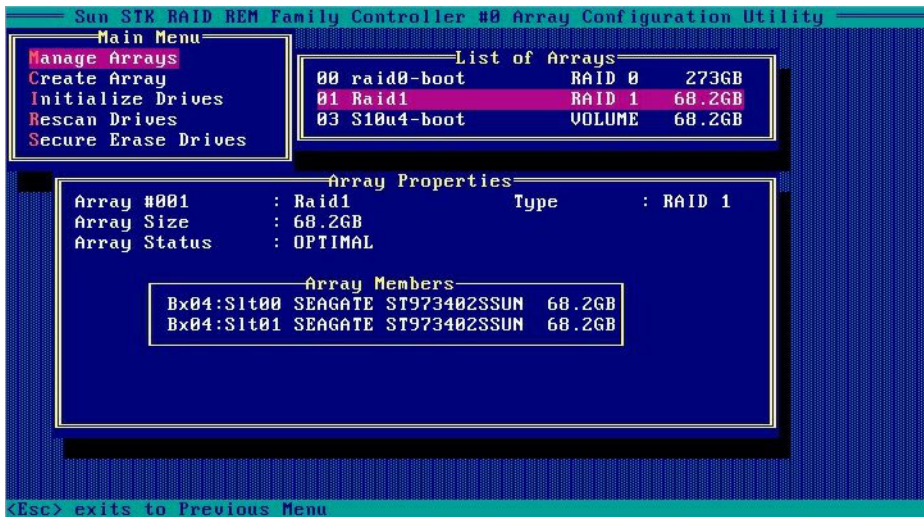 Sun STK RAID REM Family Controller #0 Array Configuration Utility
Main Menu
Manage Arrays
Create Array
Initialize Drives
Rescan Drives
Secure Erase Drives
List of Arrays
00 raid0-boot RAID 0 273GB
01 Raid1 RAID 1 68.2GB
03 S10u4-boot VOLUME 68.2GB
Array Properties
Array #001 : Raid1 Type : RAID 1
Array Size : 68.2GB
Array Status : OPTIMAL
Array Members
Bx04:Slt00 SEAGATE ST973402SSUN 68.2GB
Bx04:Slt01 SEAGATE ST973402SSUN 68.2GB
<Esc> exits to Previous Menu